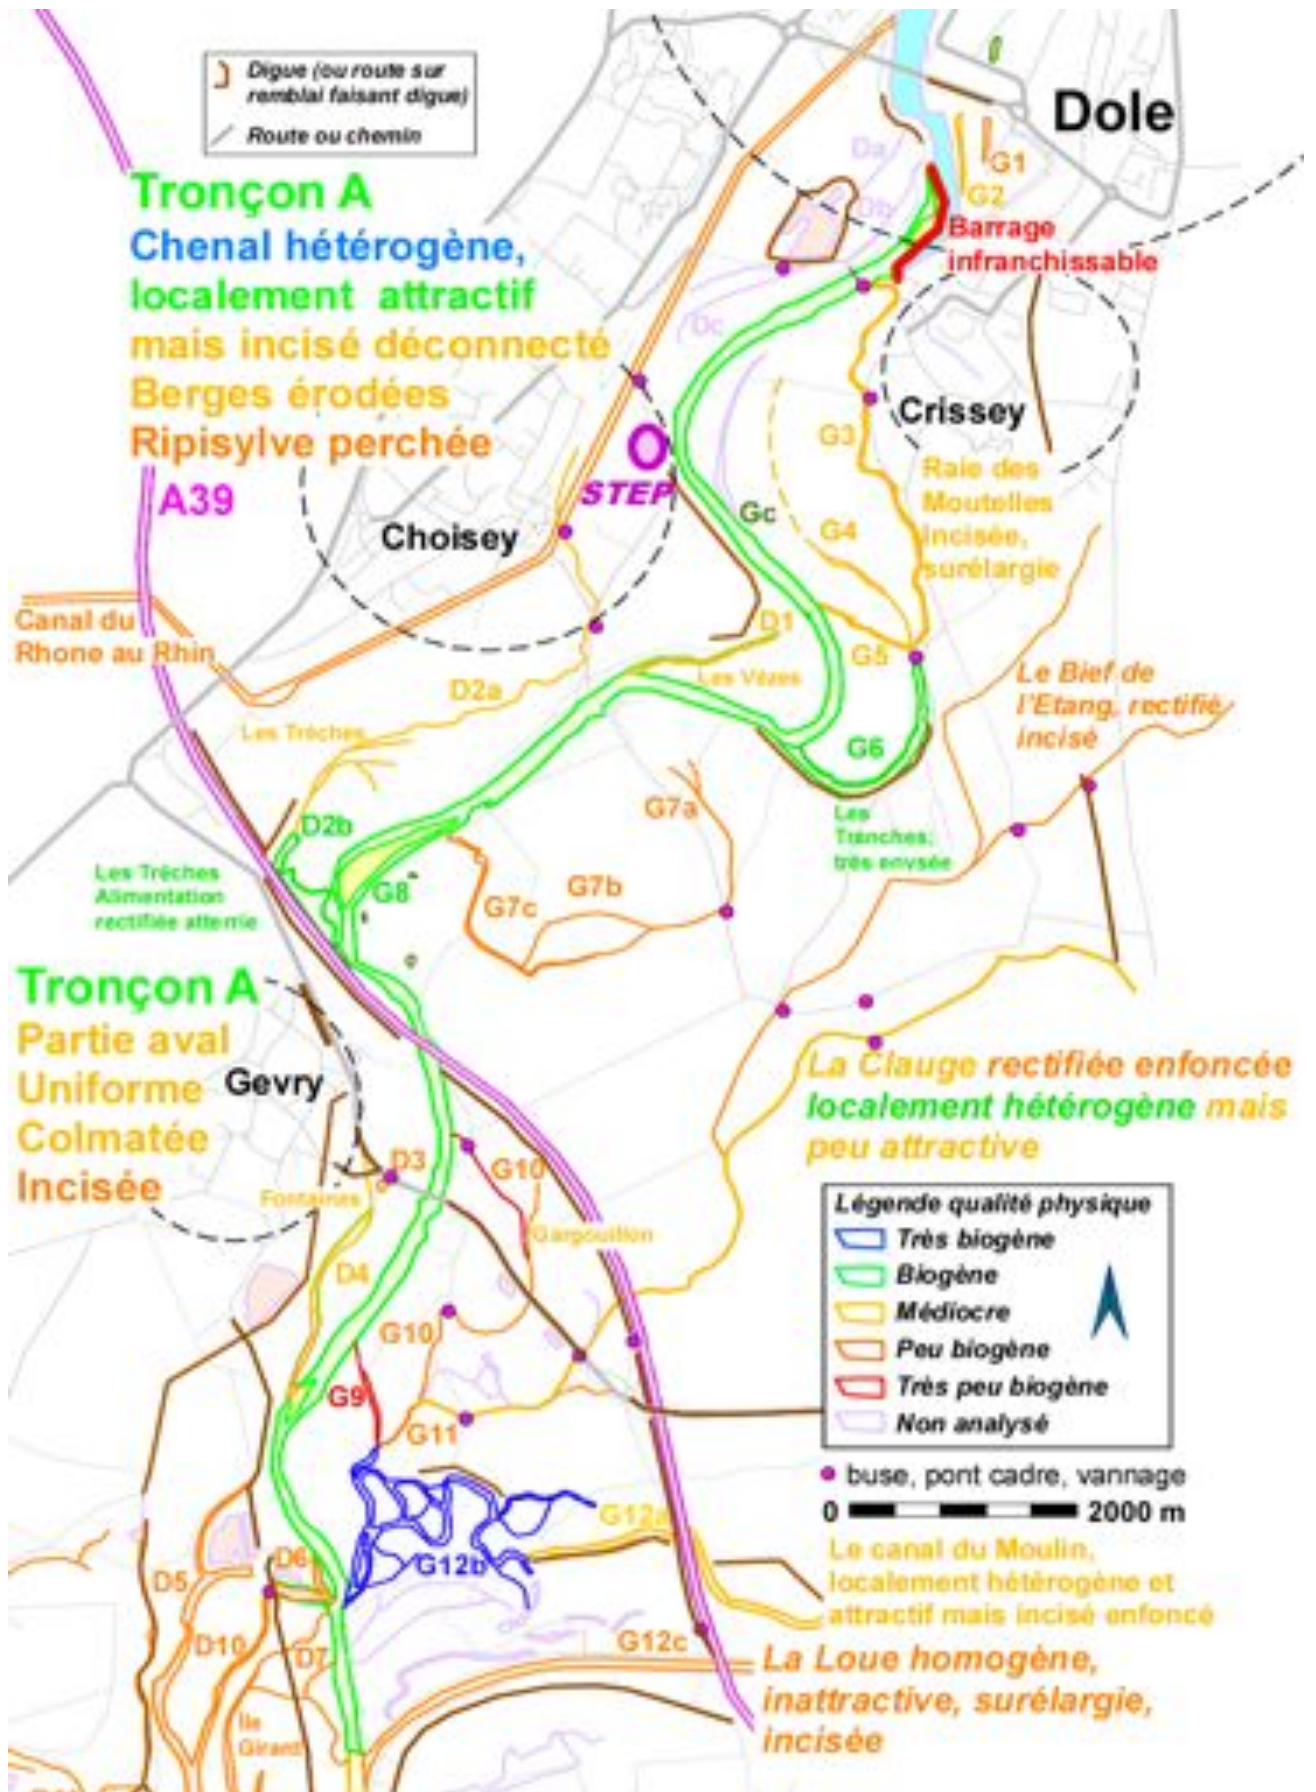 Digue (ou route sur
remblai faisant digue)
Route ou chemin
Dole
Tronçon A
Chenal hétérogène,
localement attractif
mais incisé déconnecté
Berges érodées
Ripisylve perchée
Da
Db
Dc
G1
G2
Barrage
infranchissable
Crissey
G3
Raie des
Moutelles
Incisée,
surélargie
A39
STEP
Choisey
Gc
G4
Canal du
Rhone au Rhin
D1
G5
Les Vèzes
D2a
Le Bief de
l'Etang, rectifié,
incisé
Les Trêches
G6
G7a
D2b
Les
Tranches;
très envsée
Les Trêches
Alimentation
rectifiée atterrie
G8
G7b
G7c
Tronçon A
Partie aval
Uniforme
Colmatée
Incisée
Gevry
La Clauge rectifiée enfoncée
localement hétérogène mais
peu attractive
D3
G10
Fontaines
Gargouillon
D4
Légende qualité physique
Très biogène
Biogène
Médiocre
Peu biogène
Très peu biogène
Non analysé
G10
G9
G11
buse, pont cadre, vannage
0 2000 m
G12a
G12b
Le canal du Moulin,
localement hétérogène et
attractif mais incisé enfoncé
D5
D6
D10
D7
G12c
La Loue homogène,
inattractive, surélargie,
incisée
Ile
Girard